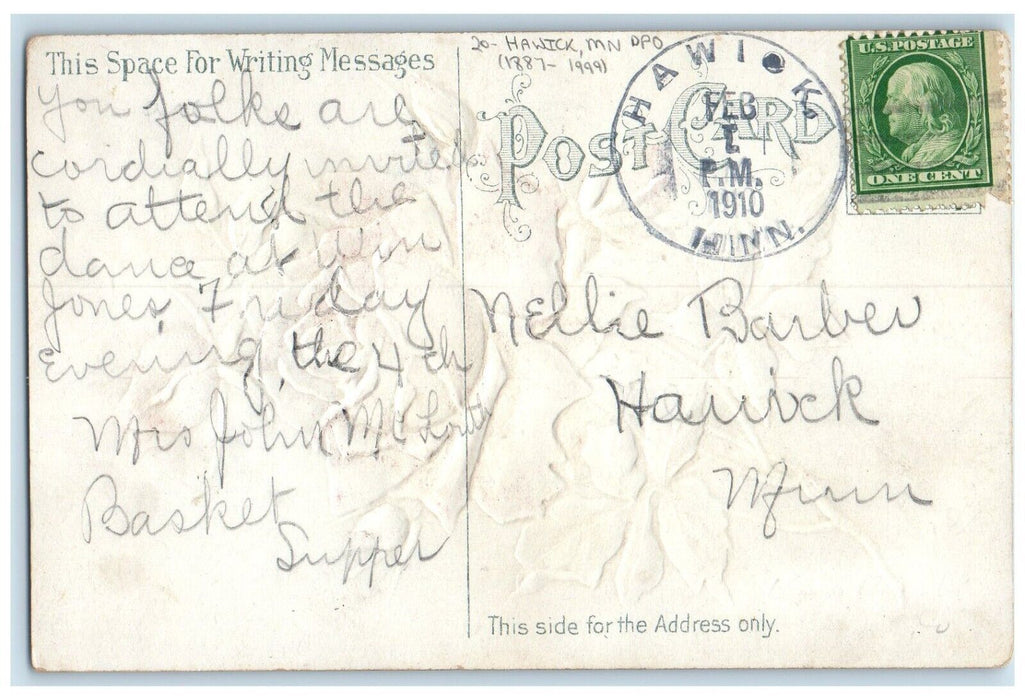 This Space For Writing Messages
You folks are
cordially invited
to attend the
dance at Win
Jones, Friday
Evening, the 4th
Mrs John
Basket
Supper
20- HAWICK, MN DPO
(1887- 1999)
POST CARD
HAWICK,
FEB
1
P.M.
1910
MINN.
U.S. POSTAGE
ONE CENT
Nellie Barber
Hawick
Minn
This side for the Address only.